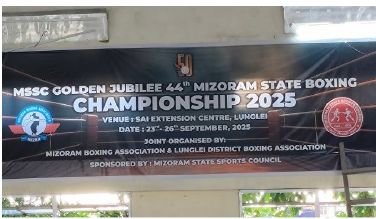 50
MSSC GOLDEN JUBILEE 44th MIZORAM STATE BOXING
CHAMPIONSHIP 2025
VENUE : SAI EXTENSION CENTRE, LUNGLEI
DATE : 23rd- 26th SEPTEMBER, 2025
JOINT ORGANISED BY:
MIZORAM BOXING ASSOCIATION & LUNGLEI DISTRICT BOXING ASSOCIATION
SPONSORED BY : MIZORAM STATE SPORTS COUNCIL